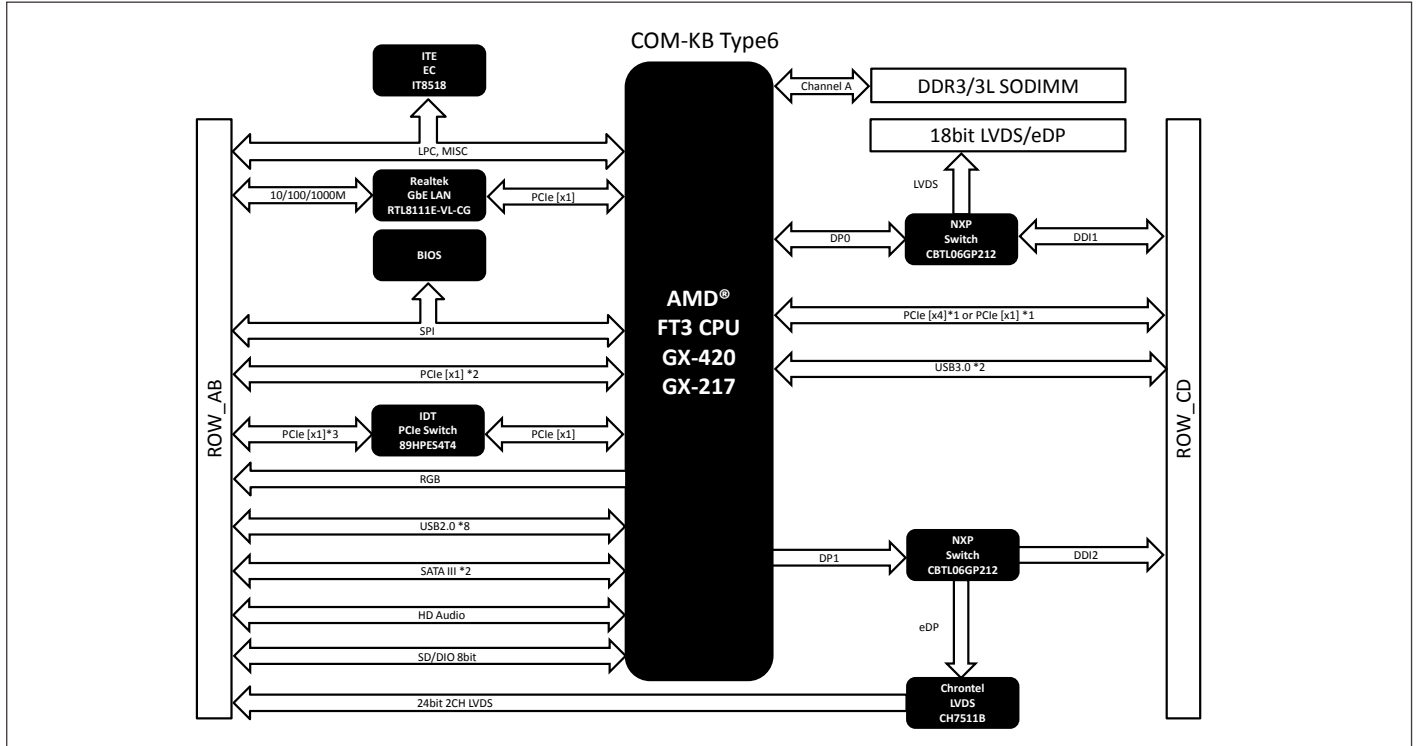 COM-KB Type6
ITE
EC
IT8518
LPC, MISC
10/100/1000M
Realtek
GbE LAN
RTL8111E-VL-CG
PCIe [x1]
BIOS
SPI
PCIe [x1] *2
PCIe [x1]*3
IDT
PCIe Switch
89HPES4T4
PCIe [x1]
RGB
USB2.0 *8
SATA III *2
HD Audio
SD/DIO 8bit
24bit 2CH LVDS
ROW_AB
AMD®
FT3 CPU
GX-420
GX-217
Channel A
DDR3/3L SODIMM
18bit LVDS/eDP
LVDS
DP0
NXP
Switch
CBTL06GP212
DDI1
PCIe [x4]*1 or PCIe [x1] *1
USB3.0 *2
DP1
NXP
Switch
CBTL06GP212
DDI2
eDP
Chrontel
LVDS
CH7511B
ROW_CD